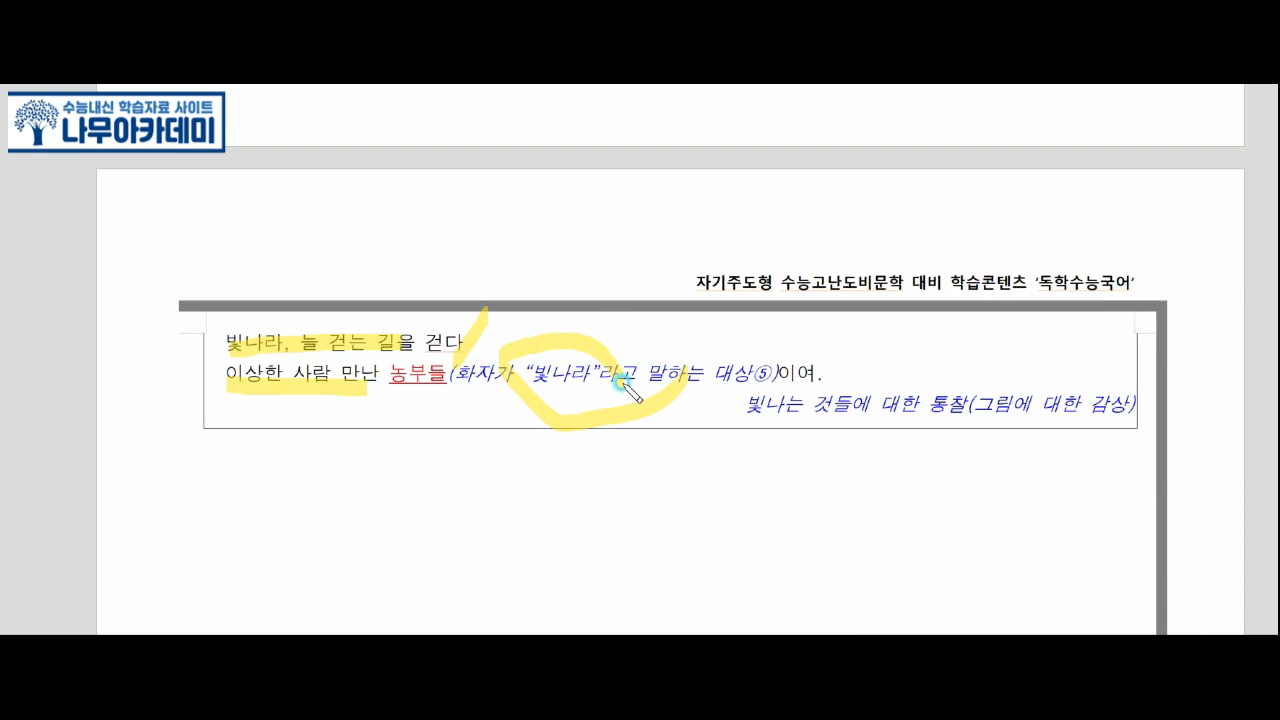 수능내신 학습자료 사이트
나무아카데미
자기주도형 수능고난도비문학 대비 학습콘텐츠 '독학수능국어'
빛나라, 늘 걷는 길을 걷다
이상한 사람 만난 농부들(화자가 “빛나라”라고 말하는 대상⑤)이여.
빛나는 것들에 대한 통찰(그림에 대한 감상)